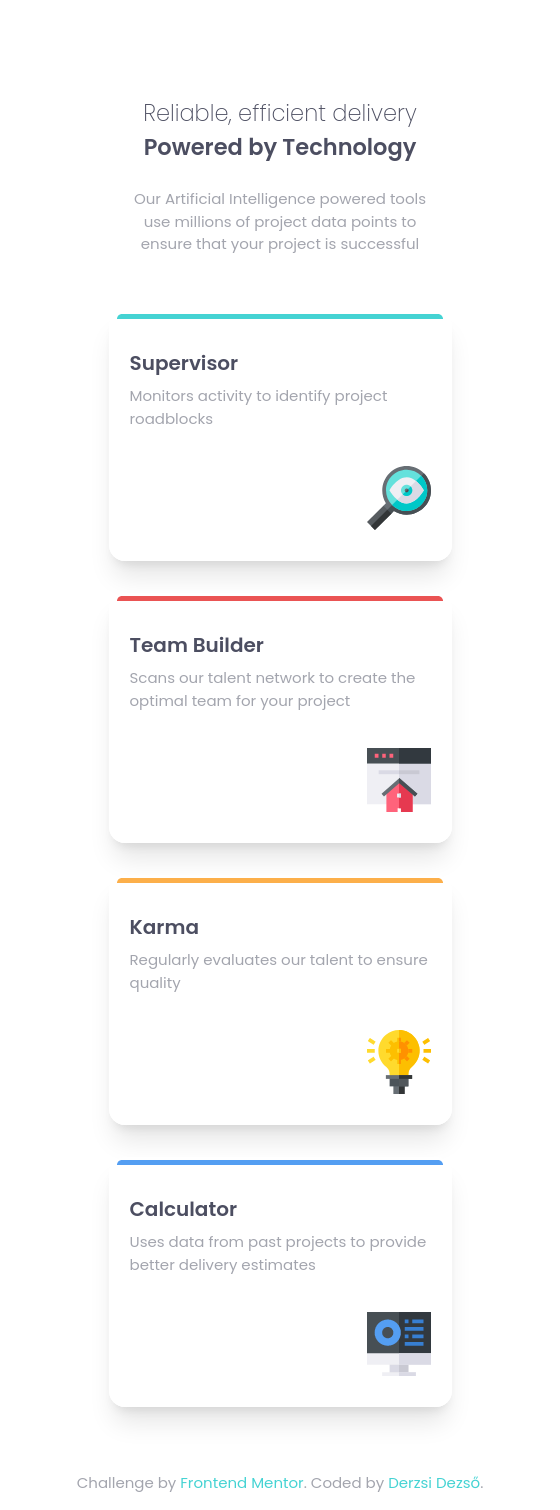 Reliable, efficient delivery
Powered by Technology
Our Artificial Intelligence powered tools
use millions of project data points to
ensure that your project is successful
Supervisor
Monitors activity to identify project
roadblocks
Team Builder
Scans our talent network to create the
optimal team for your project
Karma
Regularly evaluates our talent to ensure
quality
Calculator
Uses data from past projects to provide
better delivery estimates
Challenge by Frontend Mentor. Coded by Derzsi Dezső.